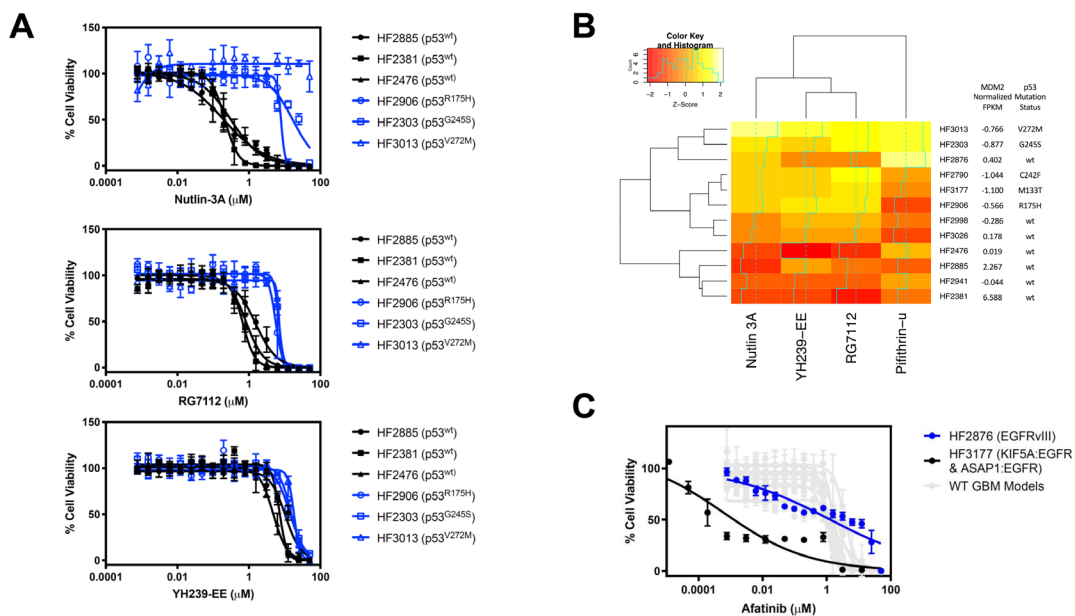 A
% Cell Viability
150
100
50
0
0.0001 0.01 1 100
Nutlin-3A (μM)
HF2885 (p53wt)
HF2381 (p53wt)
HF2476 (p53wt)
HF2906 (p53R175H)
HF2303 (p53G245S)
HF3013 (p53V272M)
% Cell Viability
150
100
50
0
0.0001 0.01 1 100
RG7112 (μM)
HF2885 (p53wt)
HF2381 (p53wt)
HF2476 (p53wt)
HF2906 (p53R175H)
HF2303 (p53G245S)
HF3013 (p53V272M)
% Cell Viability
150
100
50
0
0.0001 0.01 1 100
YH239-EE (μM)
HF2885 (p53wt)
HF2381 (p53wt)
HF2476 (p53wt)
HF2906 (p53R175H)
HF2303 (p53G245S)
HF3013 (p53V272M)
B
Color Key
and Histogram
Count
0 2 4 6
−2 −1 0 1 2
Z−Score
MDM2 Normalized FPKM
p53 Mutation Status
HF3013 -0.766 V272M
HF2303 -0.877 G245S
HF2876 0.402 wt
HF2790 -1.044 C242F
HF3177 -1.100 M133T
HF2906 -0.566 R175H
HF2998 -0.286 wt
HF3026 0.178 wt
HF2476 0.019 wt
HF2885 2.267 wt
HF2941 -0.044 wt
HF2381 6.588 wt
Nutlin 3A
YH239−EE
RG7112
Pifithrin−u
C
% Cell Viability
100
50
0
0.0001 0.01 1 100
Afatinib (μM)
HF2876 (EGFRvIII)
HF3177 (KIF5A:EGFR
& ASAP1:EGFR)
WT GBM Models